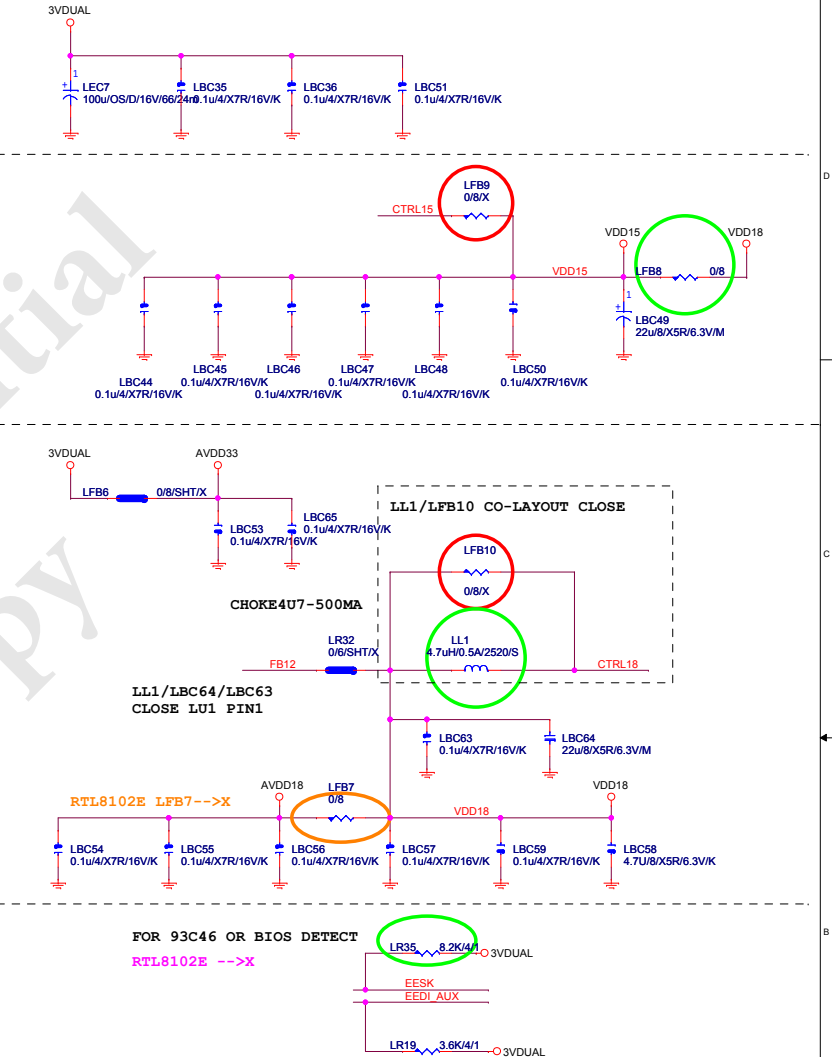 3VDUAL
1
+
LEC7
100u/OS/D/16V/66/24m
LBC35
0.1u/4/X7R/16V/K
LBC36
0.1u/4/X7R/16V/K
LBC51
0.1u/4/X7R/16V/K
D
LFB9
0/8/X
CTRL15
VDD15
VDD18
VDD15
LFB8
0/8
1
+
LBC49
22u/8/X5R/6.3V/M
LBC44
0.1u/4/X7R/16V/K
LBC45
0.1u/4/X7R/16V/K
LBC46
0.1u/4/X7R/16V/K
LBC47
0.1u/4/X7R/16V/K
LBC48
0.1u/4/X7R/16V/K
LBC50
0.1u/4/X7R/16V/K
3VDUAL
AVDD33
LFB6
0/8/SHT/X
LBC53
0.1u/4/X7R/16V/K
LBC65
0.1u/4/X7R/16V/K
LL1/LFB10 CO-LAYOUT CLOSE
LFB10
0/8/X
C
CHOKE4U7-500MA
LR32
0/6/SHT/X
LL1
4.7uH/0.5A/2520/S
FB12
CTRL18
LL1/LBC64/LBC63
CLOSE LU1 PIN1
LBC63
0.1u/4/X7R/16V/K
LBC64
22u/8/X5R/6.3V/M
RTL8102E LFB7-->X
AVDD18
LFB7
0/8
VDD18
VDD18
LBC54
0.1u/4/X7R/16V/K
LBC55
0.1u/4/X7R/16V/K
LBC56
0.1u/4/X7R/16V/K
LBC57
0.1u/4/X7R/16V/K
LBC59
0.1u/4/X7R/16V/K
LBC58
4.7U/8/X5R/6.3V/K
FOR 93C46 OR BIOS DETECT
RTL8102E -->X
B
LR35
8.2K/4/1
3VDUAL
EESK
EEDI_AUX
LR19
3.6K/4/1
3VDUAL
tial
py